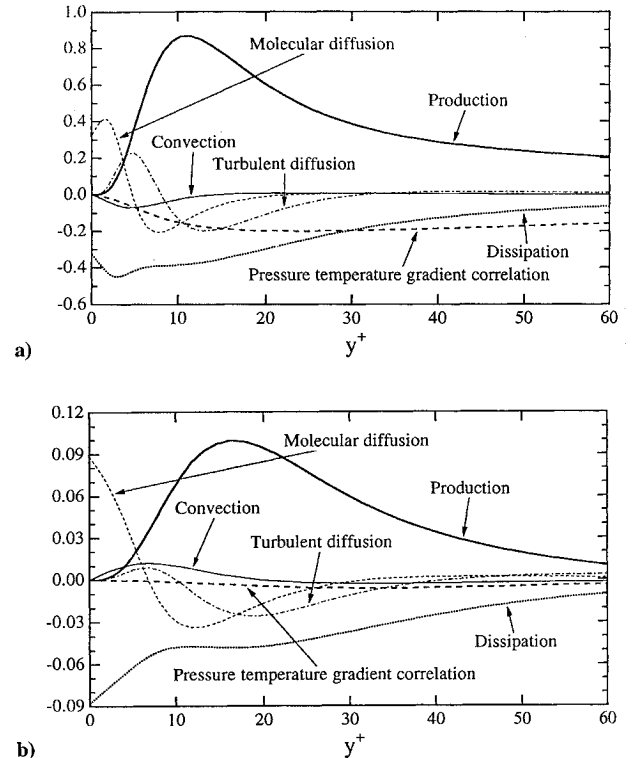 1.0
Molecular diffusion
0.8
0.6
Production
0.4
Convection
Turbulent diffusion
0.2
0.0
-0.2
Dissipation
-0.4
Pressure temperature gradient correlation
-0.6
0 10 20 30 40 50 60
a)
y+
0.12
Molecular diffusion
0.09
Production
0.06
Convection
Turbulent diffusion
0.03
0.00
-0.03
Dissipation
-0.06
Pressure temperature gradient correlation
-0.09
0 10 20 30 40 50 60
b)
y+